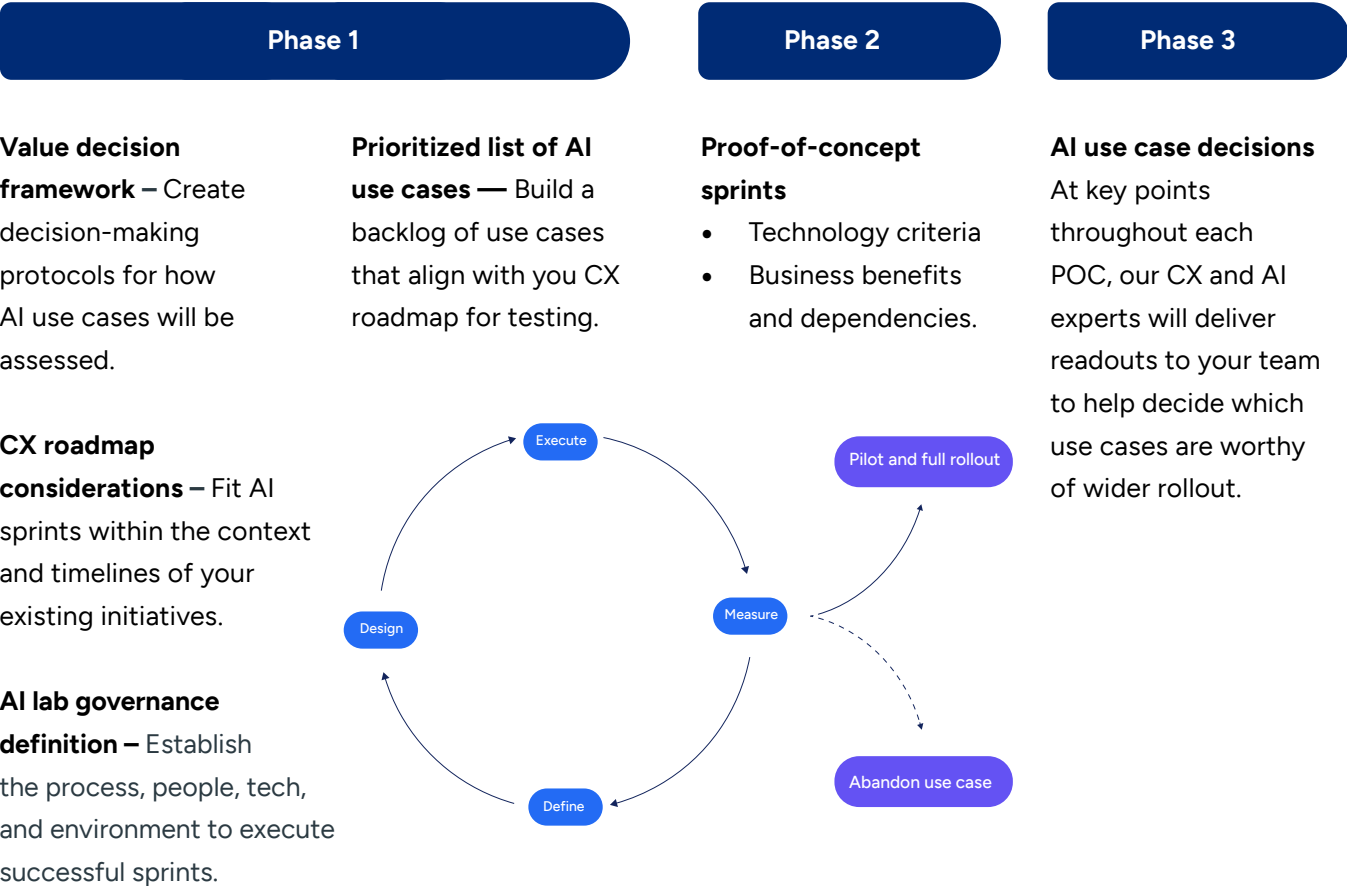 Phase 1
Phase 2
Phase 3
Value decision
framework – Create
decision-making
protocols for how
AI use cases will be
assessed.
CX roadmap
considerations – Fit AI
sprints within the context
and timelines of your
existing initiatives.
AI lab governance
definition – Establish
the process, people, tech,
and environment to execute
successful sprints.
Prioritized list of AI
use cases — Build a
backlog of use cases
that align with you CX
roadmap for testing.
Proof-of-concept
sprints
• Technology criteria
• Business benefits
and dependencies.
AI use case decisions
At key points
throughout each
POC, our CX and AI
experts will deliver
readouts to your team
to help decide which
use cases are worthy
of wider rollout.
Execute
Pilot and full rollout
Design
Measure
Define
Abandon use case